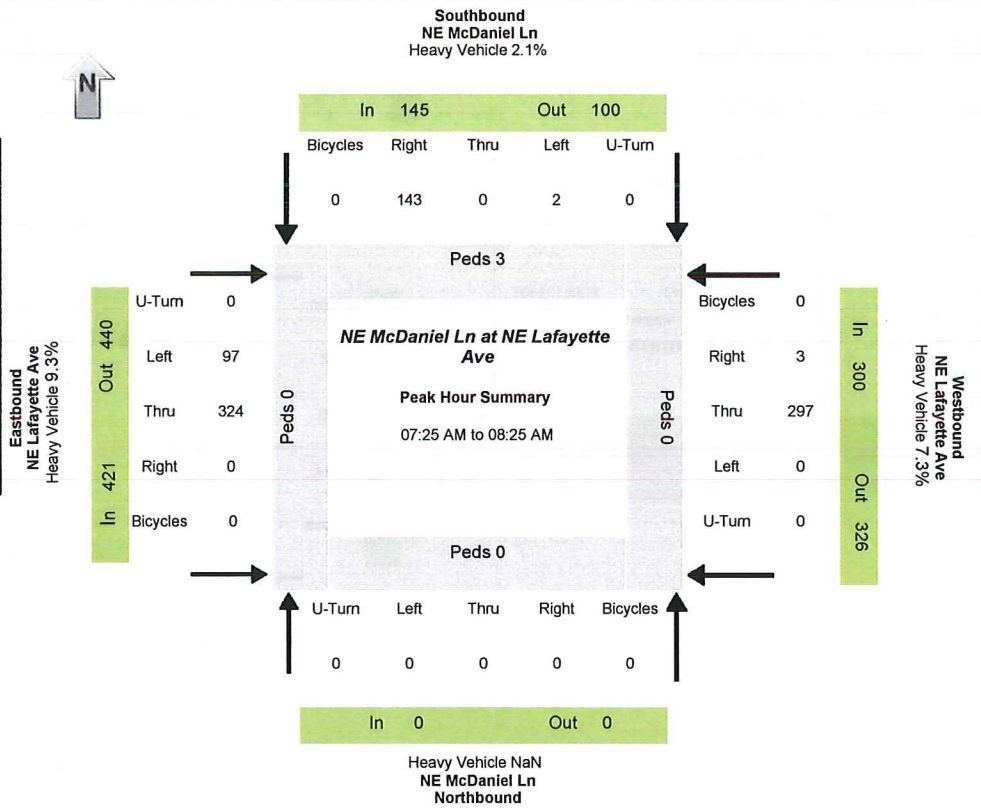 Southbound
NE McDaniel Ln
Heavy Vehicle 2.1%
N
In 145 Out 100
Bicycles Right Thru Left U-Turn
0 143 0 2 0
Peds 3
Eastbound
NE Lafayette Ave
Heavy Vehicle 9.3%
In 421 Out 440
U-Turn 0
Left 97
Thru 324
Right 0
Bicycles 0
Peds 0
NE McDaniel Ln at NE Lafayette
Ave
Peak Hour Summary
07:25 AM to 08:25 AM
Peds 0
Bicycles 0
Right 3
Thru 297
Left 0
U-Turn 0
In 300 Out 326
Westbound
NE Lafayette Ave
Heavy Vehicle 7.3%
Peds 0
U-Turn Left Thru Right Bicycles
0 0 0 0 0
In 0 Out 0
Heavy Vehicle NaN
NE McDaniel Ln
Northbound